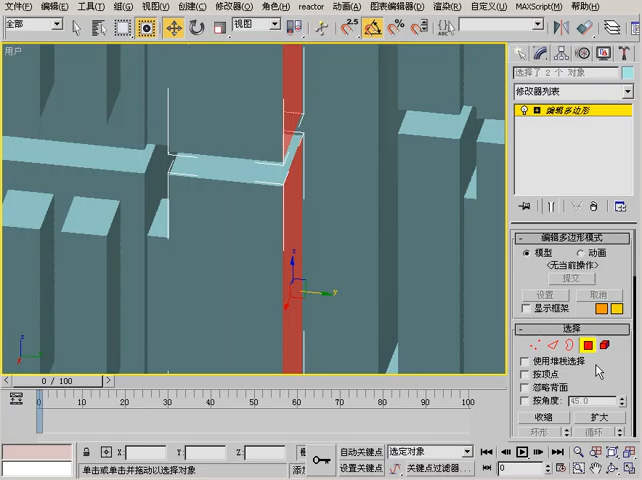 文件(F) 编辑(E) 工具(T) 组(G) 视图(V) 创建(C) 修改器(O) 角色(H) reactor 动画(A) 图表编辑器(D) 渲染(R) 自定义(U) MAXScript(M) 帮助(H)
全部 视图 2.5 ABC
用户
选择了 2 个 对象
修改器列表
编辑多边形
编辑多边形模式
模型 动画
<无当前操作>
提交
设置 取消
显示框架
选择
使用堆栈选择
按顶点
忽略背面
按角度: 45.0
收缩 扩大
环形 循环
z
y
z
0 / 100
0 10 20 30 40 50 60 70 80 90 100
X: Y: Z: 自动关键点 选定对象
单击或单击并拖动以选择对象 添加 设置关键点 关键点过滤器... 0